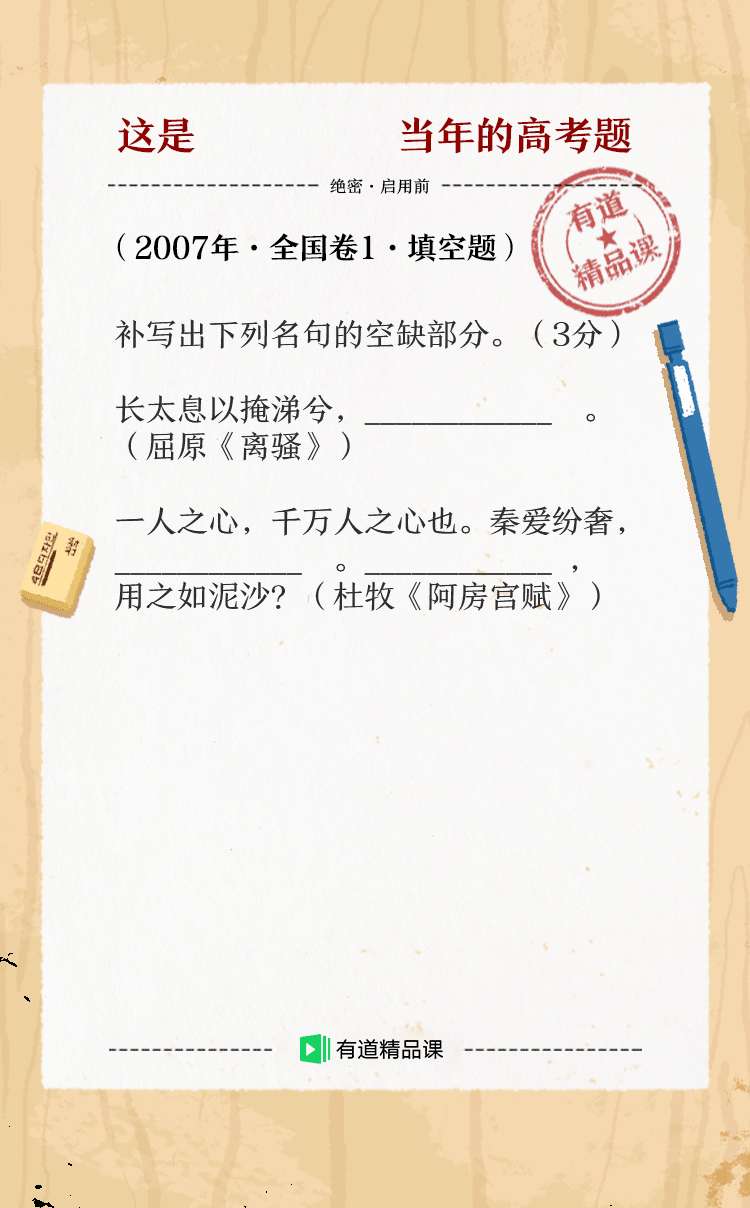 这是 当年的高考题
绝密·启用前
（2007年·全国卷1·填空题）
有道
精品课
补写出下列名句的空缺部分。（3分）
长太息以掩涕兮，____________ 。
（屈原《离骚》）
一人之心，千万人之心也。秦爱纷奢，
____________ 。____________ ，
用之如泥沙？（杜牧《阿房宫赋》）
有道精品课